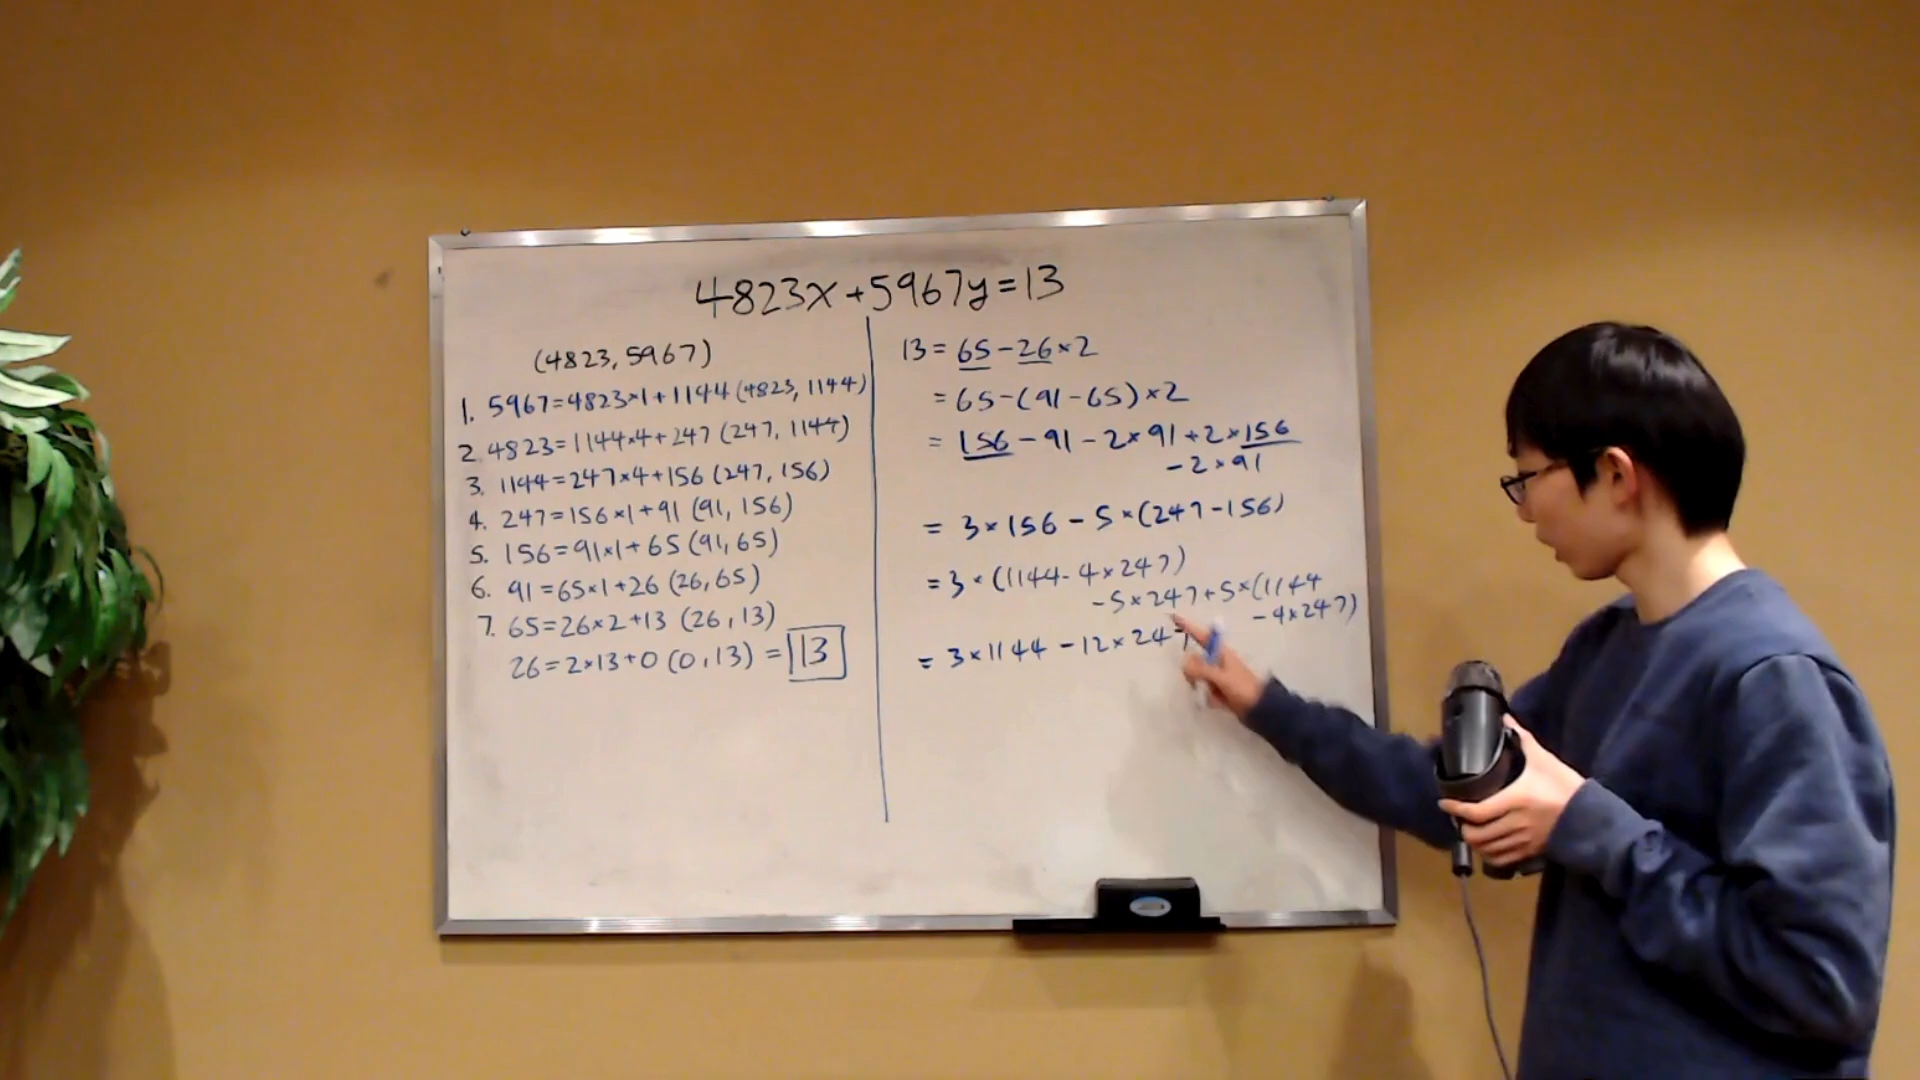 4823x+5967y=13
(4823, 5967)
1. 5967=4823×1+1144 (4823, 1144)
2. 4823=1144×4+247 (247, 1144)
3. 1144=247×4+156 (247, 156)
4. 247=156×1+91 (91, 156)
5. 156=91×1+65 (91, 65)
6. 91=65×1+26 (26, 65)
7. 65=26×2+13 (26, 13)
26=2×13+0 (0, 13) = 13
13=65-26×2
=65-(91-65)×2
=156-91-2×91+2×156
-2×91
=3×156-5×(247-156)
=3×(1144-4×247)
-5×247+5×(1144
-4×247)
=3×1144-12×247